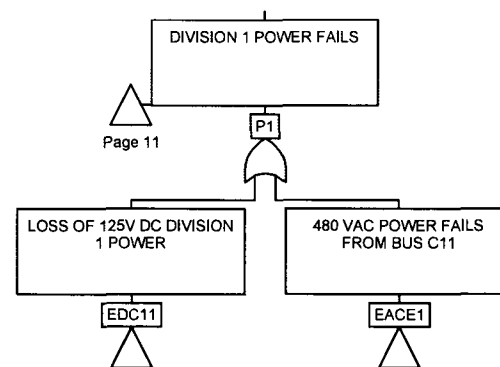 DIVISION 1 POWER FAILS
Page 11
P1
LOSS OF 125V DC DIVISION
1 POWER
480 VAC POWER FAILS
FROM BUS C11
EDC11
EACE1